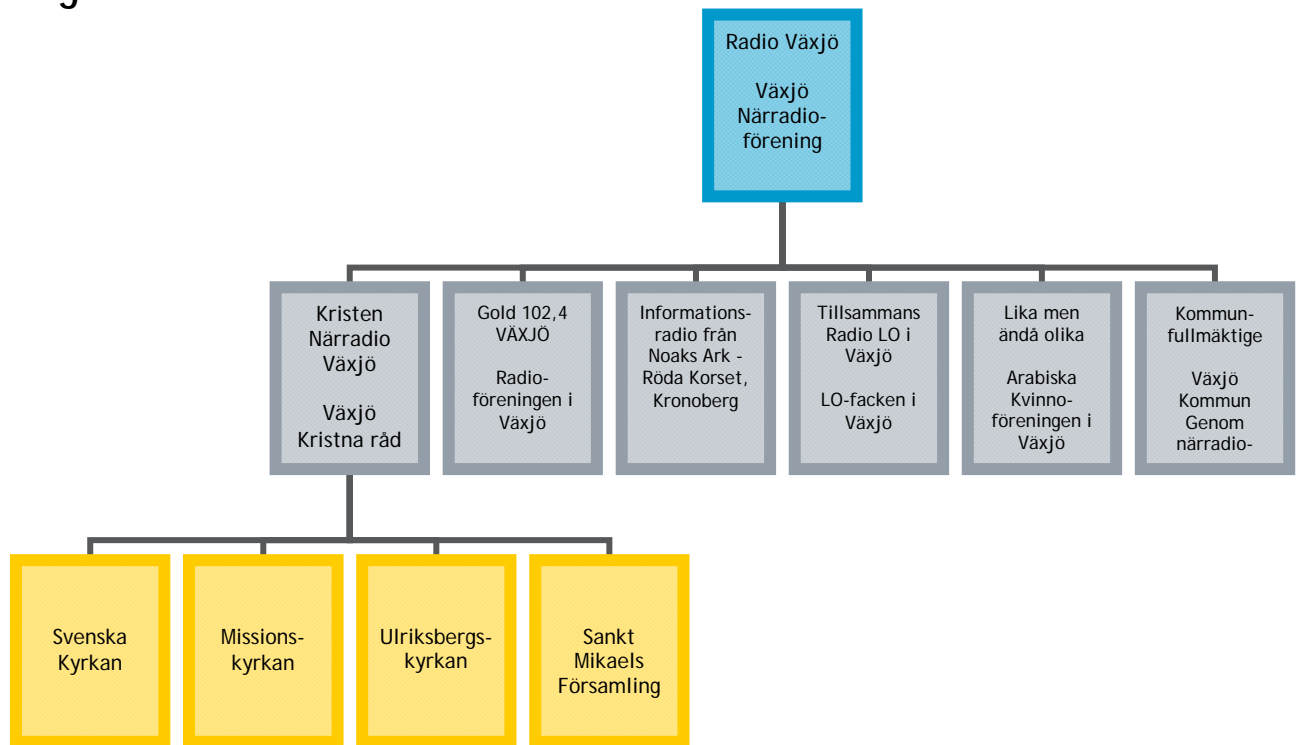 Radio Växjö
Växjö
Närradio-
förening
Kristen
Närradio
Växjö
Växjö
Kristna råd
Gold 102,4
VÄXJÖ
Radio-
föreningen i
Växjö
Informations-
radio från
Noaks Ark -
Röda Korset,
Kronoberg
Tillsammans
Radio LO i
Växjö
LO-facken i
Växjö
Lika men
ändå olika
Arabiska
Kvinno-
föreningen i
Växjö
Kommun-
fullmäktige
Växjö
Kommun
Genom
närradio-
Svenska
Kyrkan
Missions-
kyrkan
Ulriksbergs-
kyrkan
Sankt
Mikaels
Församling